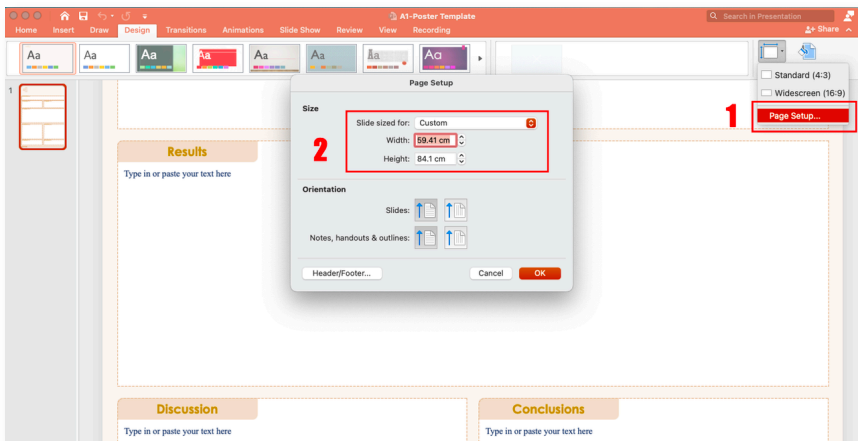 A1-Poster Template
Search in Presentation
Home Insert Draw Design Transitions Animations Slide Show Review View Recording
Share
Aa Aa Aa Aa Aa Aa Aa Aa
Standard (4:3)
Widescreen (16:9)
1
Page Setup...
1
Page Setup
Size
Slide sized for: Custom
2
Width: 59.41 cm
Height: 84.1 cm
Orientation
Slides:
Notes, handouts & outlines:
Header/Footer...
Cancel
OK
Results
Type in or paste your text here
Discussion
Conclusions
Type in or paste your text here
Type in or paste your text here